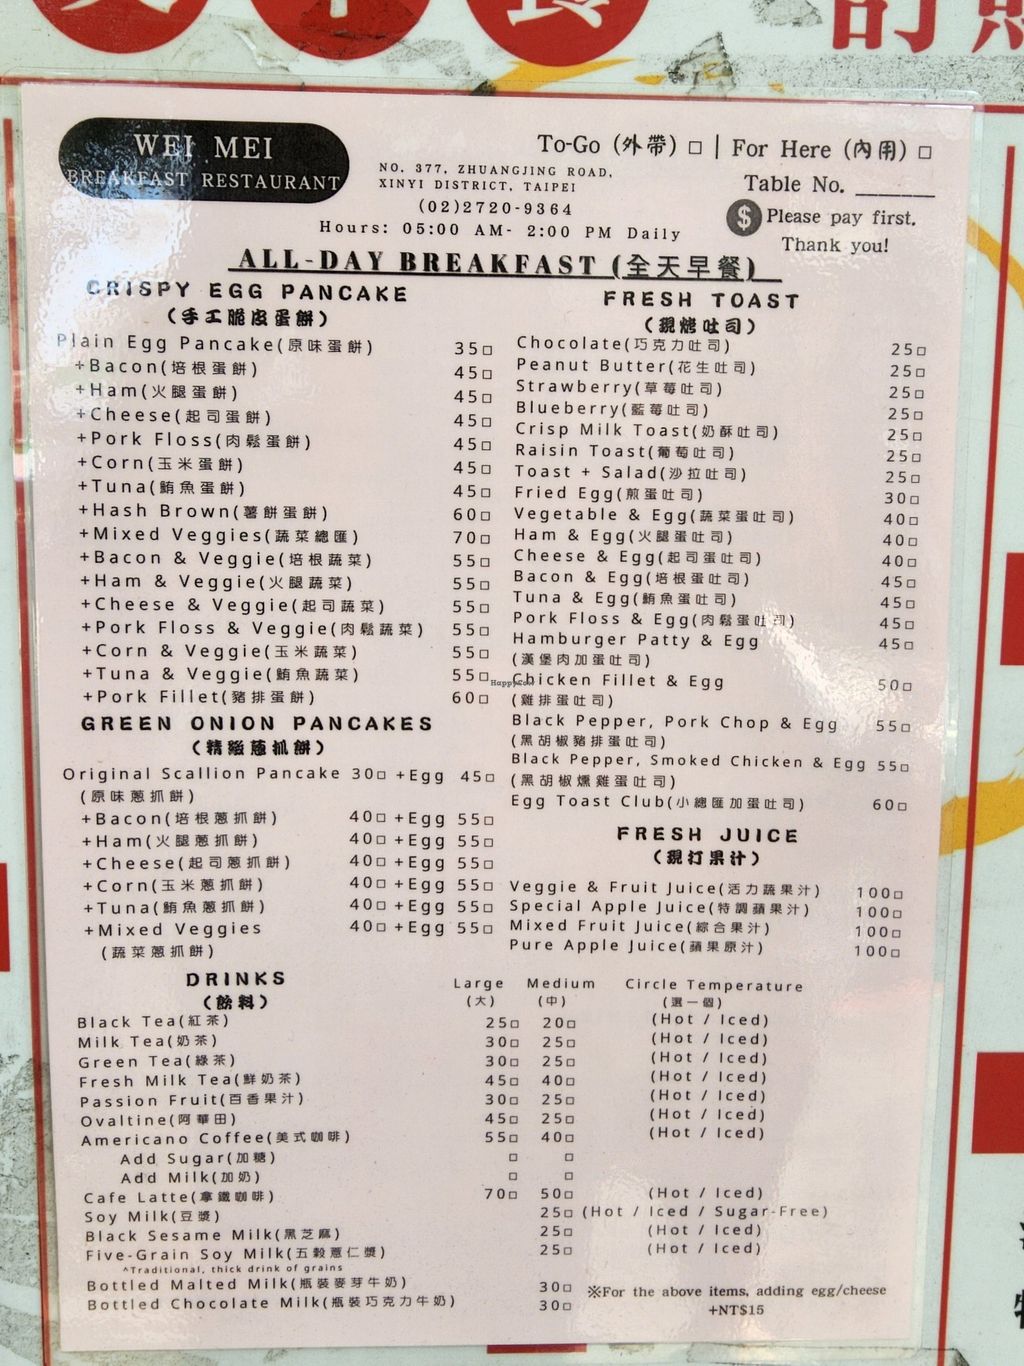 WEI MEI
BREAKFAST RESTAURANT
NO. 377, ZHUANGJING ROAD,
XINYI DISTRICT, TAIPEI
(02)2720-9364
Hours: 05:00 AM- 2:00 PM Daily
To-Go (外帶) □ | For Here (內用) □
Table No. ______
$ Please pay first.
Thank you!
ALL-DAY BREAKFAST (全天早餐)
CRISPY EGG PANCAKE
(手工脆皮蛋餅)
Plain Egg Pancake(原味蛋餅) 35□
+Bacon(培根蛋餅) 45□
+Ham(火腿蛋餅) 45□
+Cheese(起司蛋餅) 45□
+Pork Floss(肉鬆蛋餅) 45□
+Corn(玉米蛋餅) 45□
+Tuna(鮪魚蛋餅) 45□
+Hash Brown(薯餅蛋餅) 60□
+Mixed Veggies(蔬菜總匯) 70□
+Bacon & Veggie(培根蔬菜) 55□
+Ham & Veggie(火腿蔬菜) 55□
+Cheese & Veggie(起司蔬菜) 55□
+Pork Floss & Veggie(肉鬆蔬菜) 55□
+Corn & Veggie(玉米蔬菜) 55□
+Tuna & Veggie(鮪魚蔬菜) 55□
+Pork Fillet(豬排蛋餅) 60□
GREEN ONION PANCAKES
(精緻蔥抓餅)
Original Scallion Pancake 30□ +Egg 45□
(原味蔥抓餅)
+Bacon(培根蔥抓餅) 40□ +Egg 55□
+Ham(火腿蔥抓餅) 40□ +Egg 55□
+Cheese(起司蔥抓餅) 40□ +Egg 55□
+Corn(玉米蔥抓餅) 40□ +Egg 55□
+Tuna(鮪魚蔥抓餅) 40□ +Egg 55□
+Mixed Veggies 40□ +Egg 55□
(蔬菜蔥抓餅)
FRESH TOAST
(現烤吐司)
Chocolate(巧克力吐司) 25□
Peanut Butter(花生吐司) 25□
Strawberry(草莓吐司) 25□
Blueberry(藍莓吐司) 25□
Crisp Milk Toast(奶酥吐司) 25□
Raisin Toast(葡萄吐司) 25□
Toast + Salad(沙拉吐司) 25□
Fried Egg(煎蛋吐司) 30□
Vegetable & Egg(蔬菜蛋吐司) 40□
Ham & Egg(火腿蛋吐司) 40□
Cheese & Egg(起司蛋吐司) 40□
Bacon & Egg(培根蛋吐司) 45□
Tuna & Egg(鮪魚蛋吐司) 45□
Pork Floss & Egg(肉鬆蛋吐司) 45□
Hamburger Patty & Egg 45□
(漢堡肉加蛋吐司)
HappyCow
Chicken Fillet & Egg 50□
(雞排蛋吐司)
Black Pepper, Pork Chop & Egg 55□
(黑胡椒豬排蛋吐司)
Black Pepper, Smoked Chicken & Egg 55□
(黑胡椒燻雞蛋吐司)
Egg Toast Club(小總匯加蛋吐司) 60□
FRESH JUICE
(現打果汁)
Veggie & Fruit Juice(活力蔬果汁) 100□
Special Apple Juice(特調蘋果汁) 100□
Mixed Fruit Juice(綜合果汁) 100□
Pure Apple Juice(蘋果原汁) 100□
DRINKS Large Medium Circle Temperature
(飲料) (大) (中) (選一個)
Black Tea(紅茶) 25□ 20□ (Hot / Iced)
Milk Tea(奶茶) 30□ 25□ (Hot / Iced)
Green Tea(綠茶) 30□ 25□ (Hot / Iced)
Fresh Milk Tea(鮮奶茶) 45□ 40□ (Hot / Iced)
Passion Fruit(百香果汁) 30□ 25□ (Hot / Iced)
Ovaltine(阿華田) 45□ 25□ (Hot / Iced)
Americano Coffee(美式咖啡) 55□ 40□ (Hot / Iced)
Add Sugar(加糖) □ □
Add Milk(加奶) □ □
Cafe Latte(拿鐵咖啡) 70□ 50□ (Hot / Iced)
Soy Milk(豆漿) 25□ (Hot / Iced / Sugar-Free)
Black Sesame Milk(黑芝麻) 25□ (Hot / Iced)
Five-Grain Soy Milk(五穀薏仁漿) 25□ (Hot / Iced)
^Traditional, thick drink of grains
Bottled Malted Milk(瓶裝麥芽牛奶) 30□
Bottled Chocolate Milk(瓶裝巧克力牛奶) 30□
※For the above items, adding egg/cheese
+NT$15